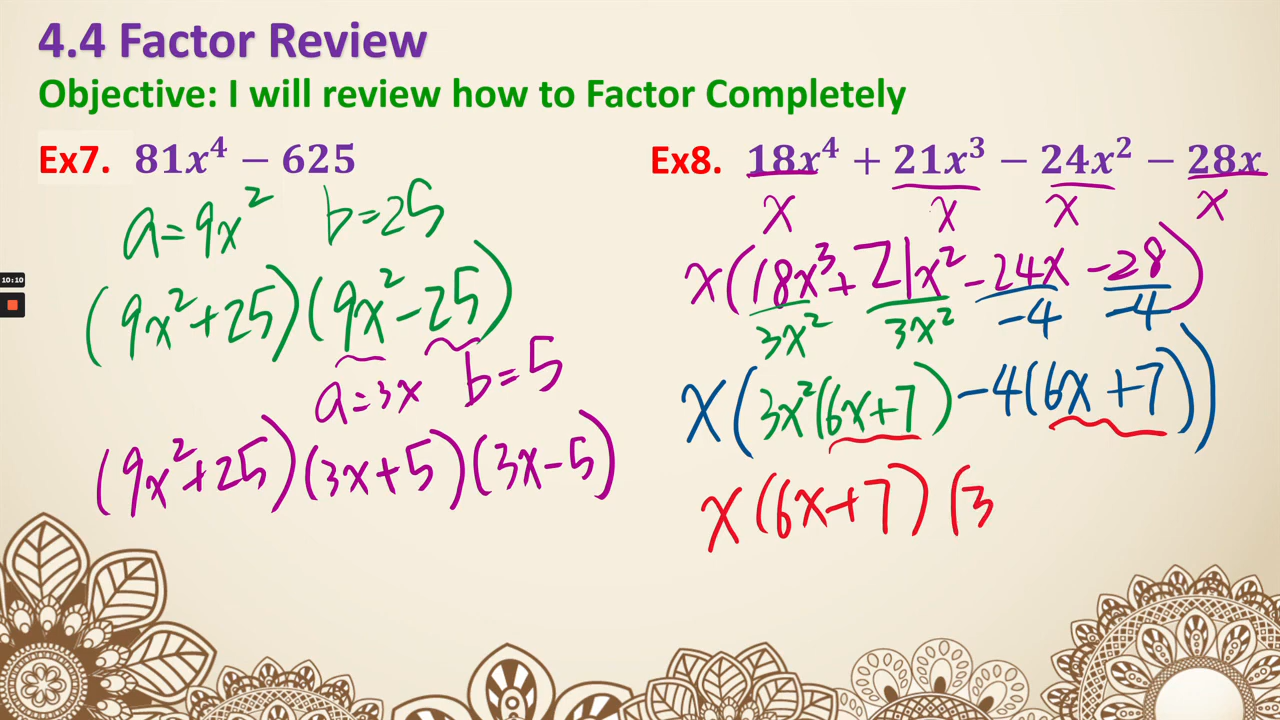 4.4 Factor Review
Objective: I will review how to Factor Completely
Ex7. 81x⁴ − 625
a=9x² b=25
(9x²+25)(9x²−25)
a=3x b=5
(9x²+25)(3x+5)(3x−5)
10:10
Ex8. 18x⁴ + 21x³ − 24x² − 28x
x x x x
x(18x³+21x²−24x−28)
3x² 3x² −4 −4
x(3x²(6x+7)−4(6x+7))
x(6x+7)(3